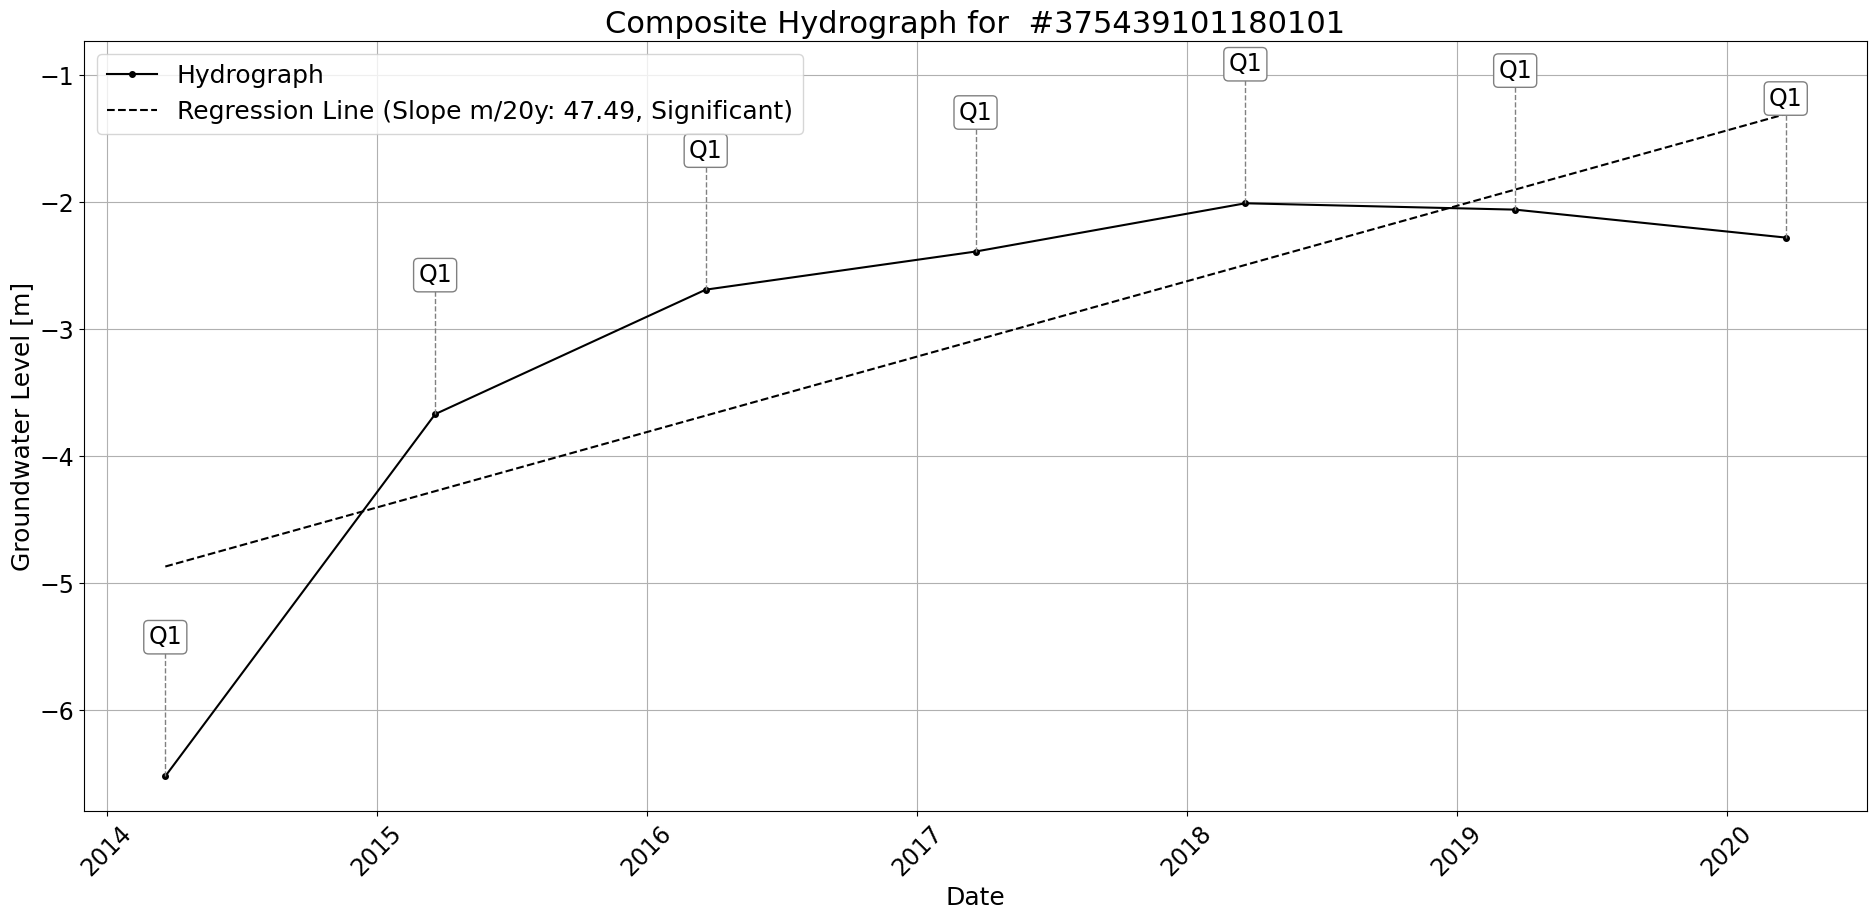 Composite Hydrograph for  #375439101180101
Hydrograph
Regression Line (Slope m/20y: 47.49, Significant)
Q1
Q1
Q1
Q1
Q1
Q1
Q1
−1
−2
−3
−4
−5
−6
Groundwater Level [m]
2014
2015
2016
2017
2018
2019
2020
Date